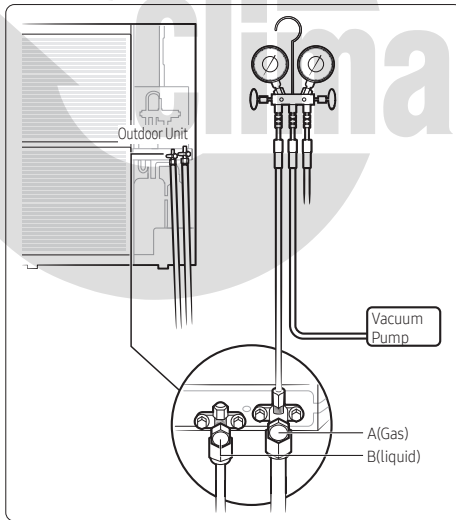 clima
Outdoor Unit
Vacuum
Pump
A(Gas)
B(liquid)